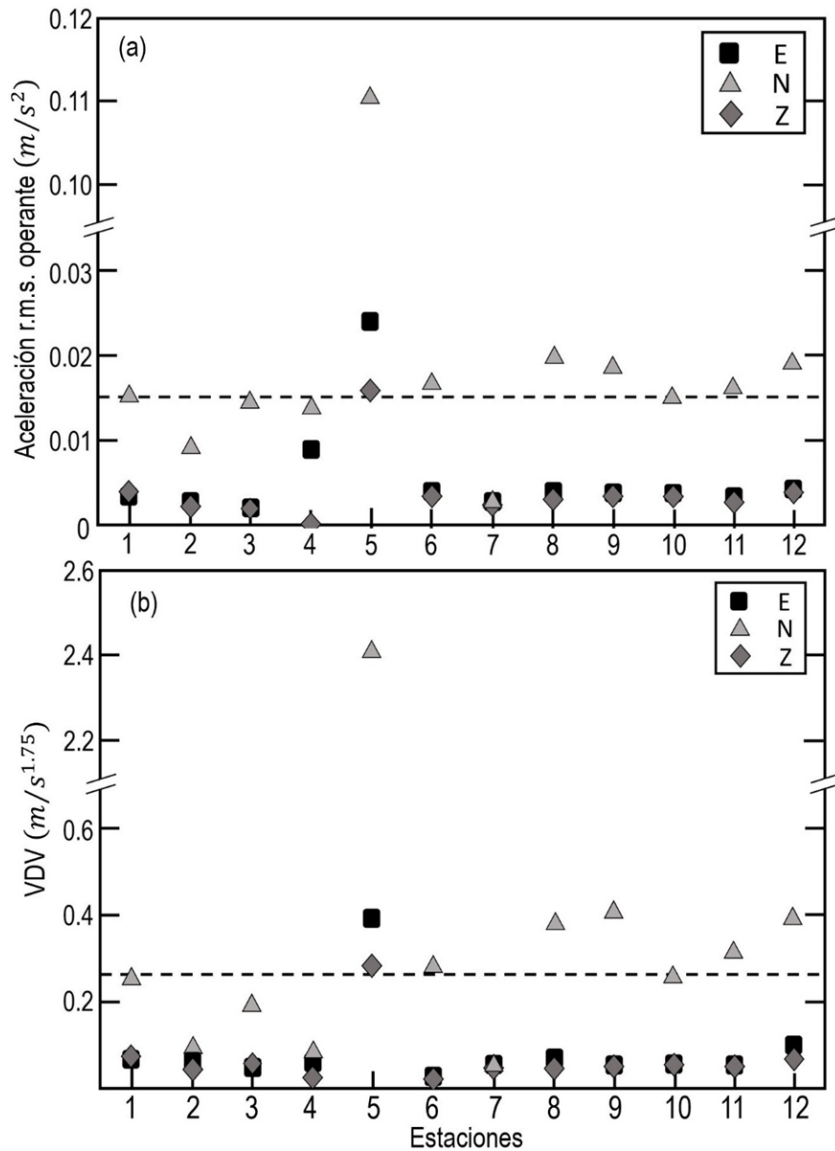 (a)
E
N
Z
Aceleración r.m.s. operante (m/s²)
0.12
0.11
0.10
0.03
0.02
0.01
0
1 2 3 4 5 6 7 8 9 10 11 12
(b)
E
N
Z
VDV (m/s^1.75)
2.6
2.4
2.2
0.6
0.4
0.2
1 2 3 4 5 6 7 8 9 10 11 12
Estaciones